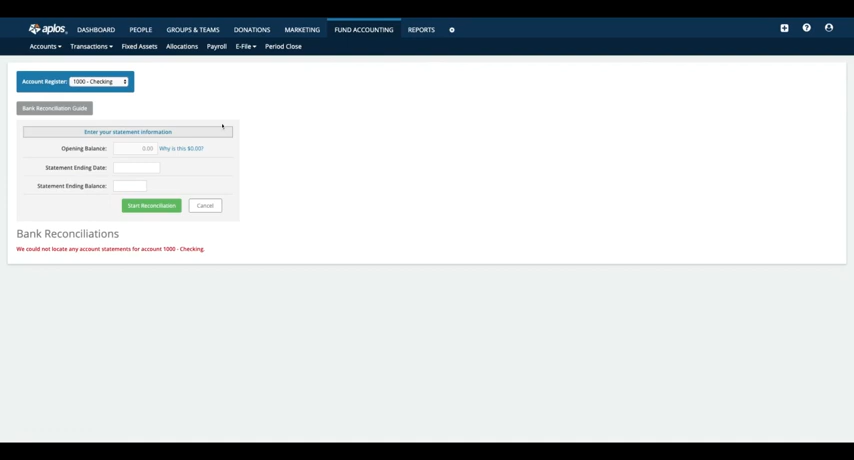 aplos. DASHBOARD PEOPLE GROUPS & TEAMS DONATIONS MARKETING FUND ACCOUNTING REPORTS
Accounts Transactions Fixed Assets Allocations Payroll E-File Period Close
Account Register: 1000 - Checking
Bank Reconciliation Guide
Enter your statement information
Opening Balance: 0.00 Why is this $0.00?
Statement Ending Date:
Statement Ending Balance:
Start Reconciliation Cancel
Bank Reconciliations
We could not locate any account statements for account 1000 - Checking.